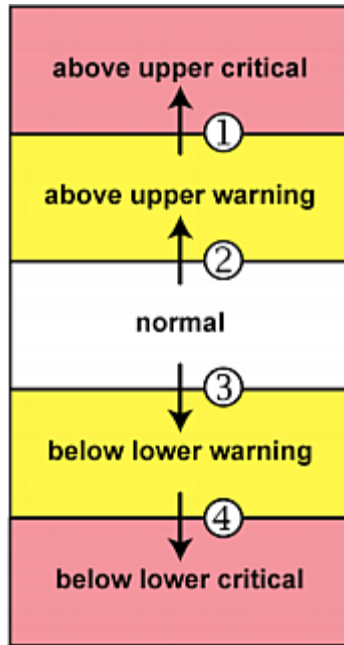 above upper critical
①
above upper warning
②
normal
③
below lower warning
④
below lower critical